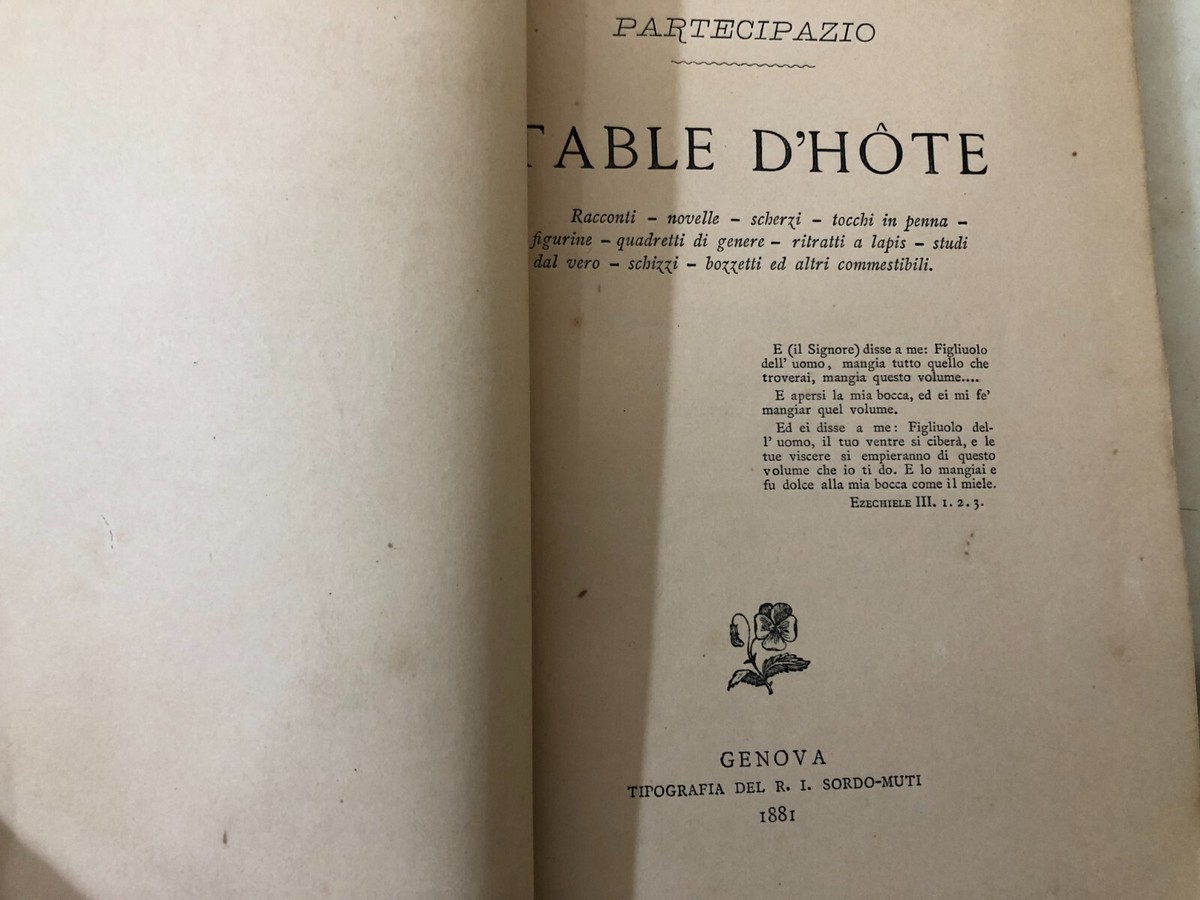 PARTECIPAZIO
TABLE D'HÔTE
Racconti – novelle – scherzi – tocchi in penna –
figurine – quadretti di genere – ritratti a lapis – studi
dal vero – schizzi – bozzetti ed altri commestibili.
E (il Signore) disse a me: Figliuolo
dell' uomo, mangia tutto quello che
troverai, mangia questo volume....
E apersi la mia bocca, ed ei mi fe'
mangiar quel volume.
Ed ei disse a me: Figliuolo del-
l' uomo, il tuo ventre si ciberà, e le
tue viscere si empieranno di questo
volume che io ti do. E lo mangiai e
fu dolce alla mia bocca come il miele.
EZECHIELE III. 1. 2. 3.
GENOVA
TIPOGRAFIA DEL R. I. SORDO-MUTI
1881